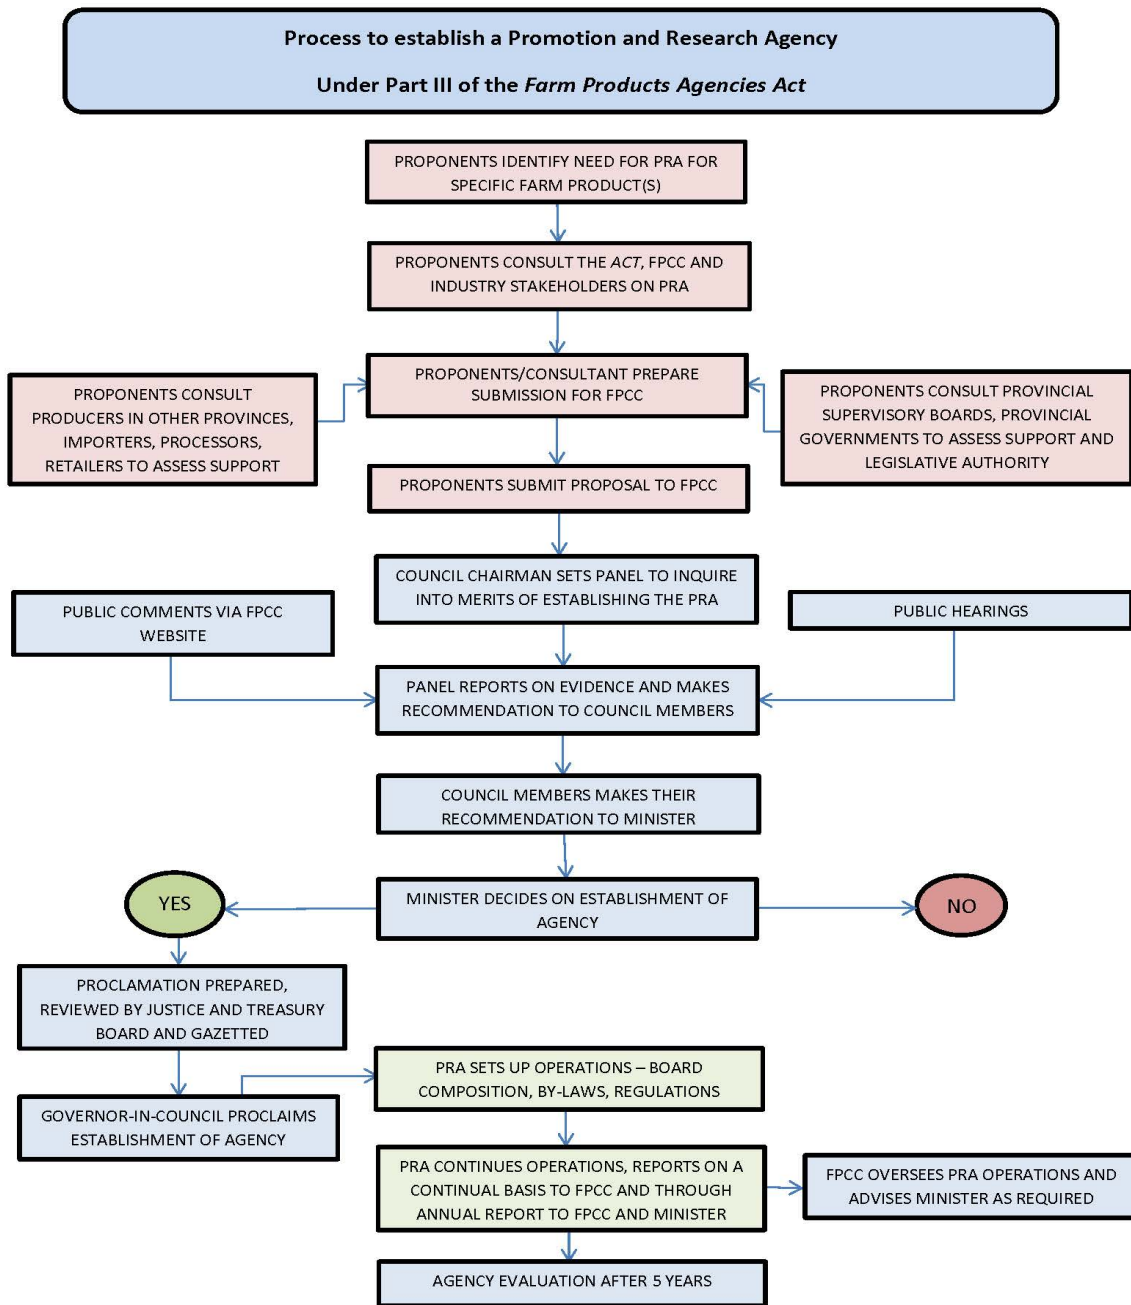 Process to establish a Promotion and Research Agency
Under Part III of the Farm Products Agencies Act
PROPONENTS IDENTIFY NEED FOR PRA FOR
SPECIFIC FARM PRODUCT(S)
PROPONENTS CONSULT THE ACT, FPCC AND
INDUSTRY STAKEHOLDERS ON PRA
PROPONENTS/CONSULTANT PREPARE
SUBMISSION FOR FPCC
PROPONENTS CONSULT
PRODUCERS IN OTHER PROVINCES,
IMPORTERS, PROCESSORS,
RETAILERS TO ASSESS SUPPORT
PROPONENTS CONSULT PROVINCIAL
SUPERVISORY BOARDS, PROVINCIAL
GOVERNMENTS TO ASSESS SUPPORT AND
LEGISLATIVE AUTHORITY
PROPONENTS SUBMIT PROPOSAL TO FPCC
COUNCIL CHAIRMAN SETS PANEL TO INQUIRE
INTO MERITS OF ESTABLISHING THE PRA
PUBLIC COMMENTS VIA FPCC
WEBSITE
PUBLIC HEARINGS
PANEL REPORTS ON EVIDENCE AND MAKES
RECOMMENDATION TO COUNCIL MEMBERS
COUNCIL MEMBERS MAKES THEIR
RECOMMENDATION TO MINISTER
YES
MINISTER DECIDES ON ESTABLISHMENT OF
AGENCY
NO
PROCLAMATION PREPARED,
REVIEWED BY JUSTICE AND TREASURY
BOARD AND GAZETTED
PRA SETS UP OPERATIONS – BOARD
COMPOSITION, BY-LAWS, REGULATIONS
GOVERNOR-IN-COUNCIL PROCLAIMS
ESTABLISHMENT OF AGENCY
PRA CONTINUES OPERATIONS, REPORTS ON A
CONTINUAL BASIS TO FPCC AND THROUGH
ANNUAL REPORT TO FPCC AND MINISTER
FPCC OVERSEES PRA OPERATIONS AND
ADVISES MINISTER AS REQUIRED
AGENCY EVALUATION AFTER 5 YEARS